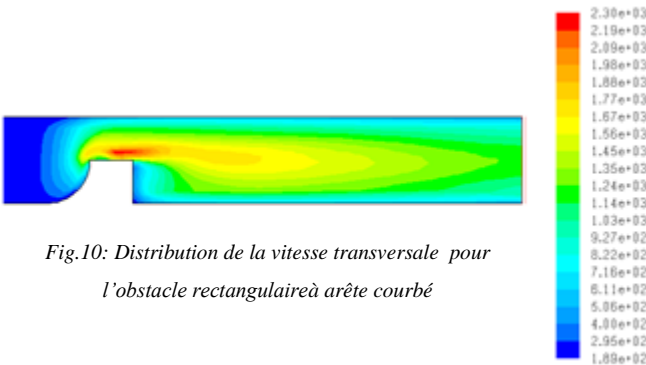 2.30e+03
2.19e+03
2.09e+03
1.98e+03
1.88e+03
1.77e+03
1.67e+03
1.56e+03
1.45e+03
1.35e+03
1.24e+03
1.14e+03
1.03e+03
9.27e+02
8.22e+02
7.16e+02
6.11e+02
5.06e+02
4.00e+02
2.95e+02
1.89e+02
Fig.10: Distribution de la vitesse transversale pour
l'obstacle rectangulaireà arête courbé